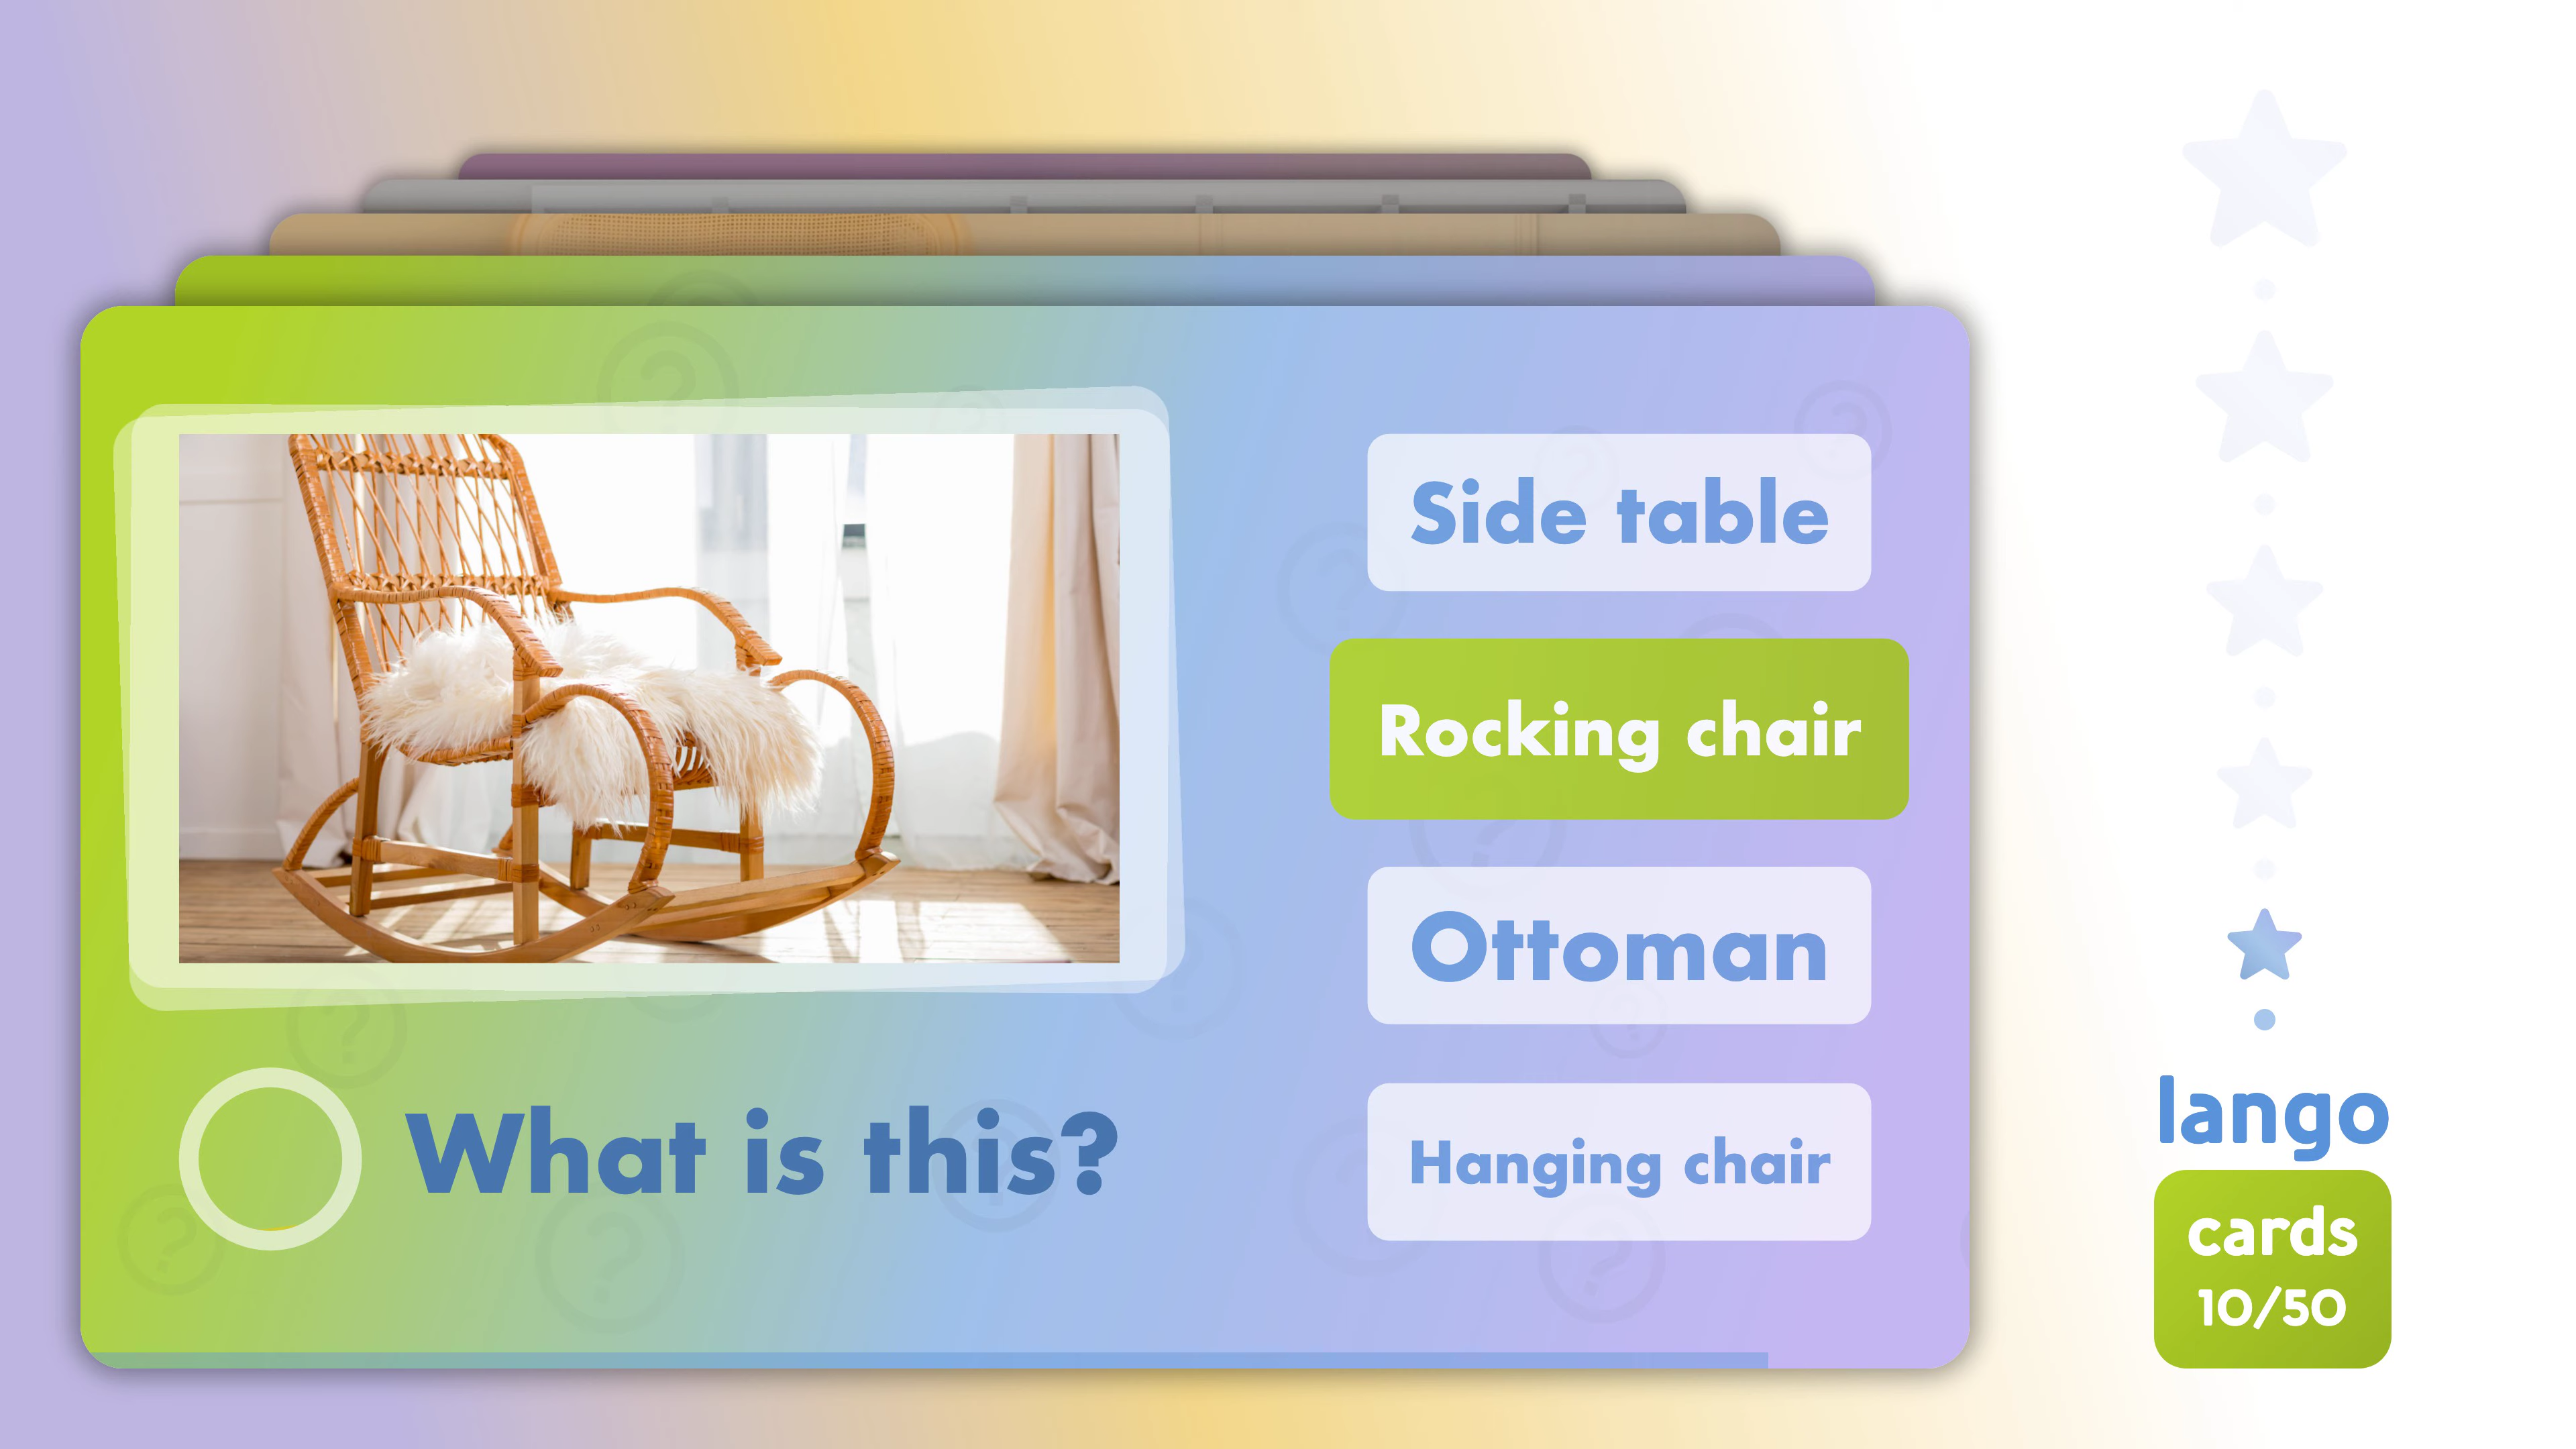 What is this?
Side table
Rocking chair
Ottoman
Hanging chair
lango
cards
10/50